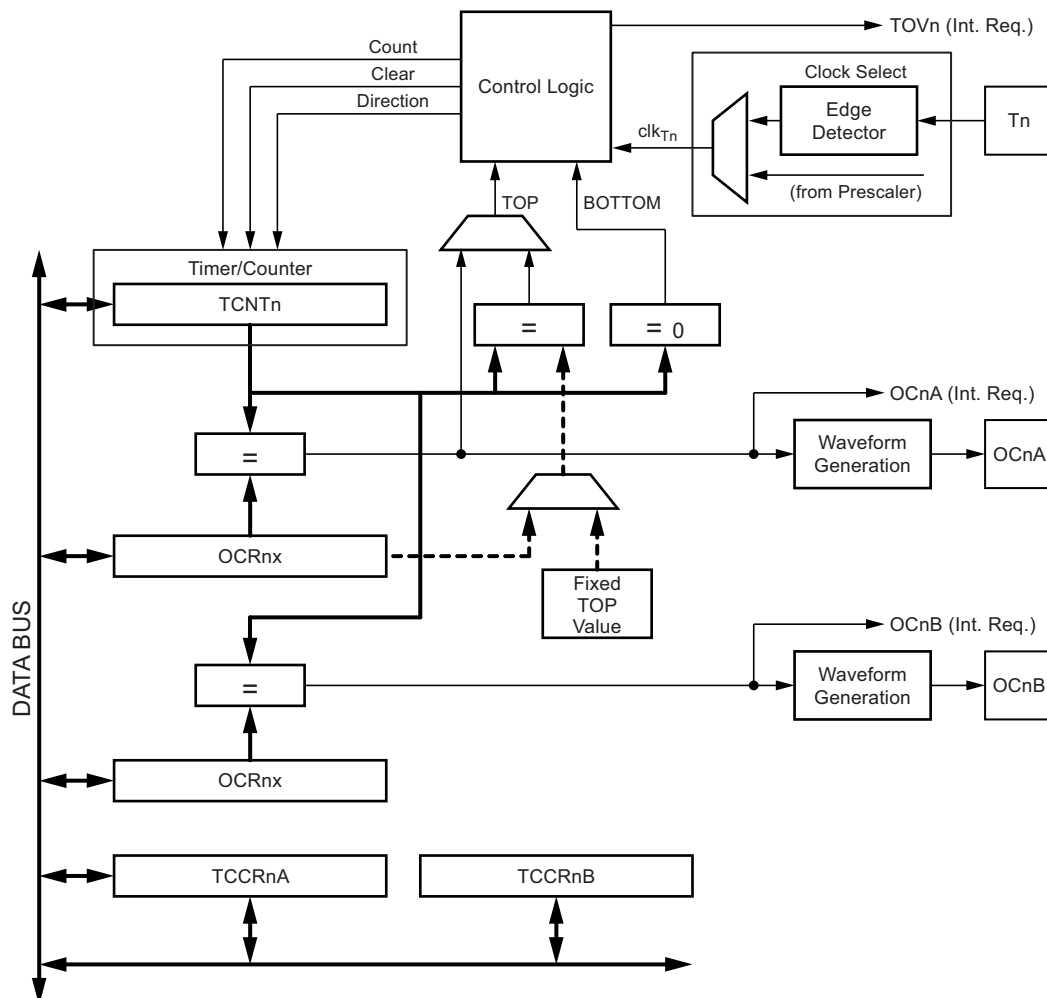 TOVn (Int. Req.)
Count
Clear
Direction
Control Logic
Clock Select
Edge
Detector
Tn
clkTn
(from Prescaler)
TOP
BOTTOM
Timer/Counter
TCNTn
=
= 0
OCnA (Int. Req.)
=
Waveform
Generation
OCnA
OCRnx
Fixed
TOP
Value
OCnB (Int. Req.)
=
Waveform
Generation
OCnB
DATA BUS
OCRnx
TCCRnA
TCCRnB